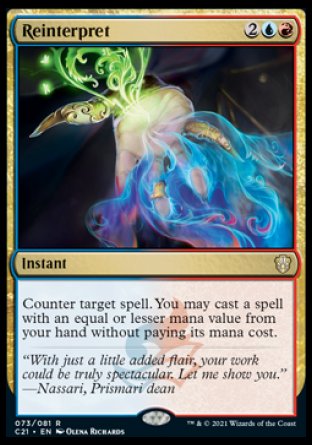 Reinterpret 2
Instant
Counter target spell. You may cast a spell
with an equal or lesser mana value from
your hand without paying its mana cost.
“With just a little added flair, your work
could be truly spectacular. Let me show you.”
—Nassari, Prismari dean
073/081 R
C21 • EN Olena Richards ™ & © 2021 Wizards of the Coast